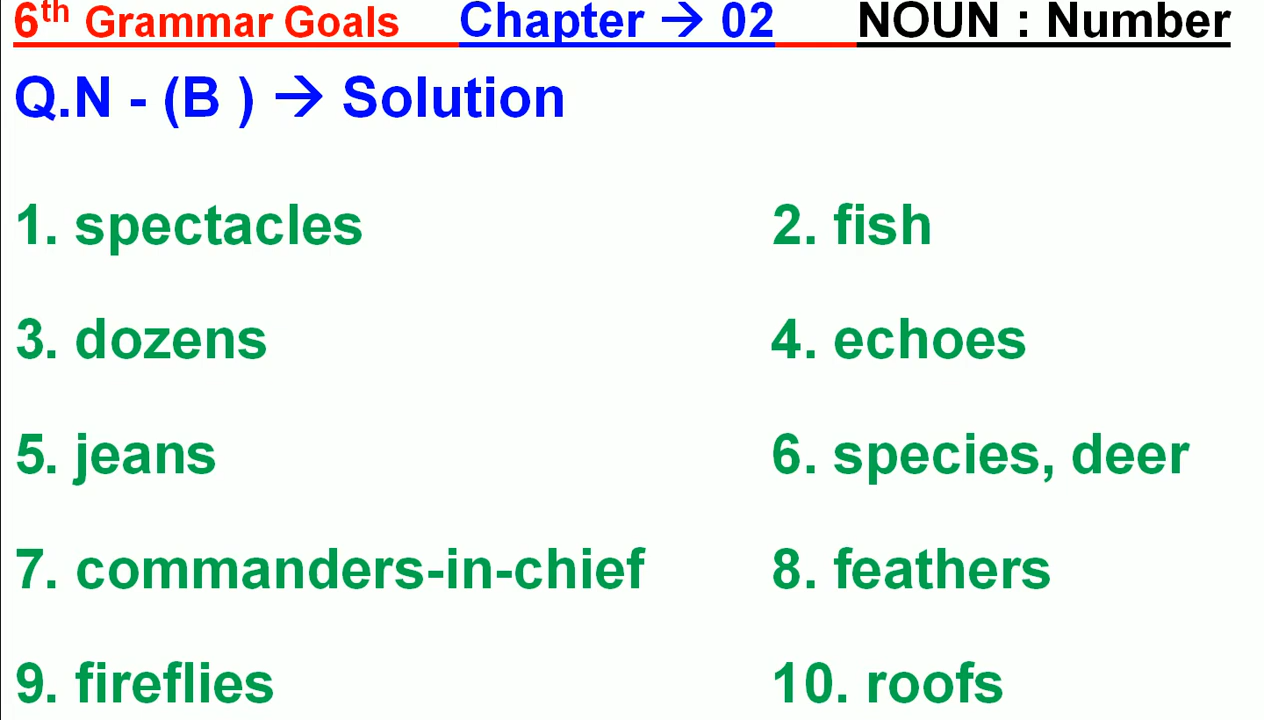 6th Grammar Goals Chapter → 02 NOUN : Number
Q.N - (B ) → Solution
1. spectacles 2. fish
3. dozens 4. echoes
5. jeans 6. species, deer
7. commanders-in-chief 8. feathers
9. fireflies 10. roofs